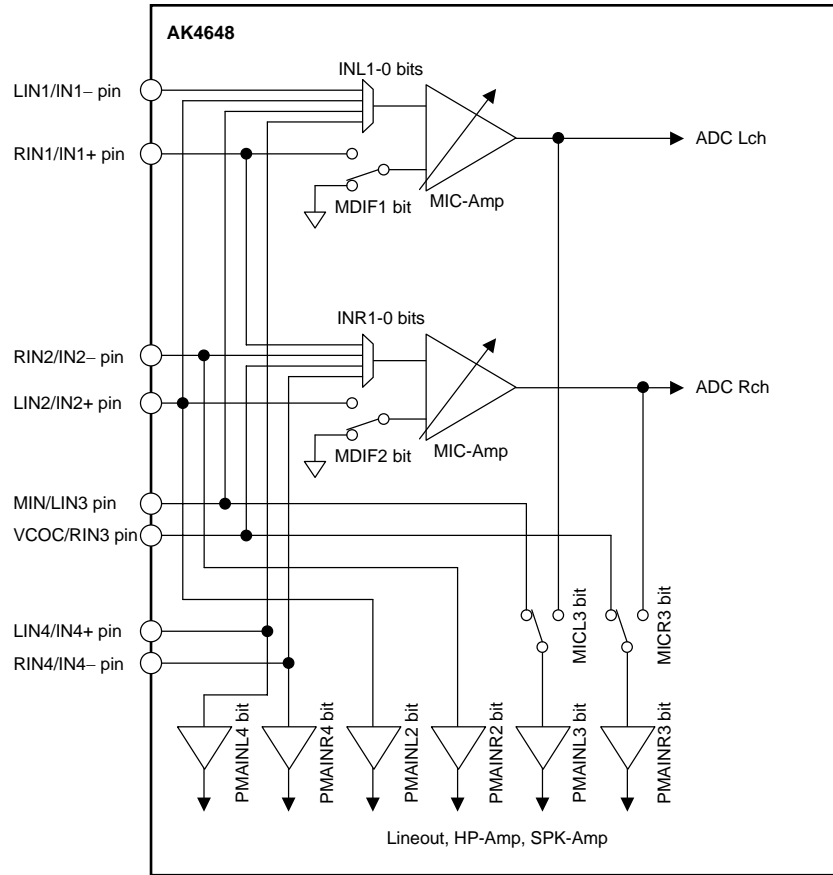 AK4648
INL1-0 bits
LIN1/IN1− pin
ADC Lch
RIN1/IN1+ pin
MDIF1 bit
MIC-Amp
INR1-0 bits
RIN2/IN2− pin
ADC Rch
LIN2/IN2+ pin
MDIF2 bit
MIC-Amp
MIN/LIN3 pin
VCOC/RIN3 pin
LIN4/IN4+ pin
RIN4/IN4− pin
MICL3 bit
MICR3 bit
PMAINL4 bit
PMAINR4 bit
PMAINL2 bit
PMAINR2 bit
PMAINL3 bit
PMAINR3 bit
Lineout, HP-Amp, SPK-Amp